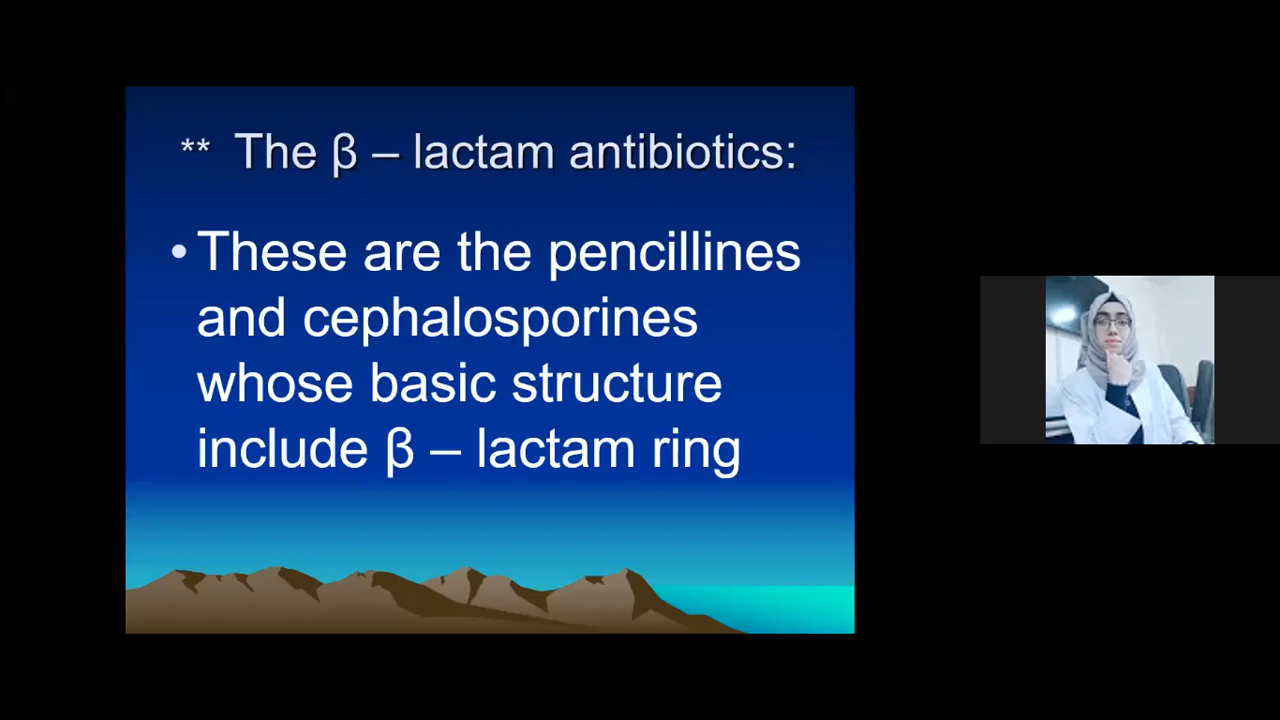 ** The β – lactam antibiotics:
• These are the pencillines
and cephalosporines
whose basic structure
include β – lactam ring